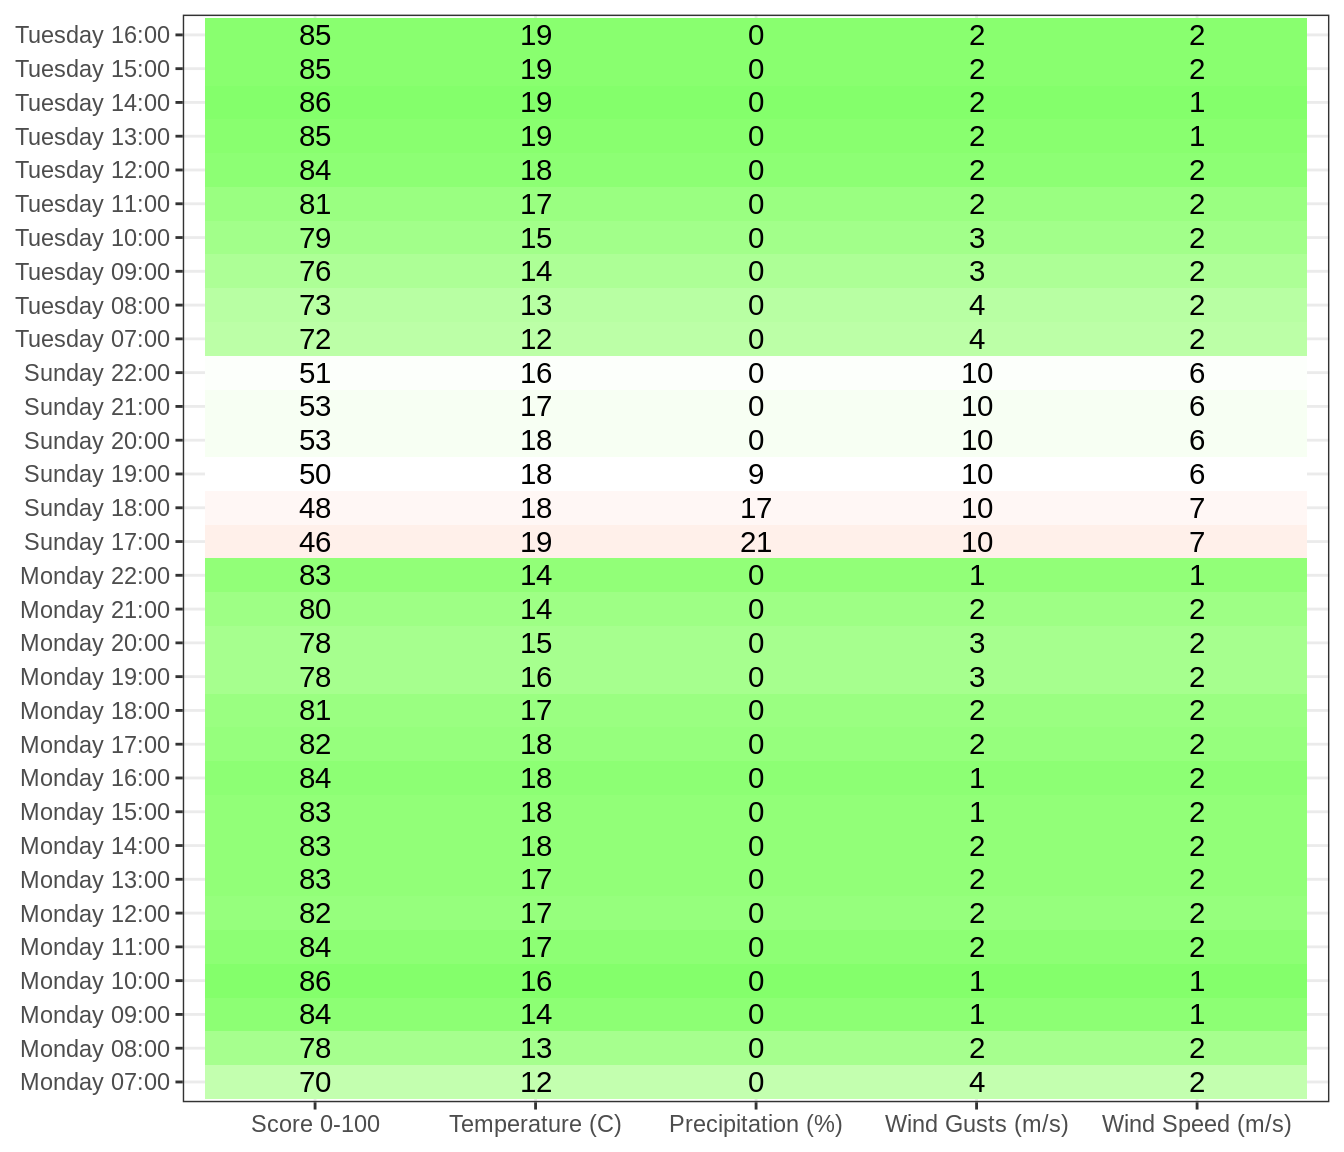 Tuesday 16:00 85 19 0 2 2
Tuesday 15:00 85 19 0 2 2
Tuesday 14:00 86 19 0 2 1
Tuesday 13:00 85 19 0 2 1
Tuesday 12:00 84 18 0 2 2
Tuesday 11:00 81 17 0 2 2
Tuesday 10:00 79 15 0 3 2
Tuesday 09:00 76 14 0 3 2
Tuesday 08:00 73 13 0 4 2
Tuesday 07:00 72 12 0 4 2
Sunday 22:00 51 16 0 10 6
Sunday 21:00 53 17 0 10 6
Sunday 20:00 53 18 0 10 6
Sunday 19:00 50 18 9 10 6
Sunday 18:00 48 18 17 10 7
Sunday 17:00 46 19 21 10 7
Monday 22:00 83 14 0 1 1
Monday 21:00 80 14 0 2 2
Monday 20:00 78 15 0 3 2
Monday 19:00 78 16 0 3 2
Monday 18:00 81 17 0 2 2
Monday 17:00 82 18 0 2 2
Monday 16:00 84 18 0 1 2
Monday 15:00 83 18 0 1 2
Monday 14:00 83 18 0 2 2
Monday 13:00 83 17 0 2 2
Monday 12:00 82 17 0 2 2
Monday 11:00 84 17 0 2 2
Monday 10:00 86 16 0 1 1
Monday 09:00 84 14 0 1 1
Monday 08:00 78 13 0 2 2
Monday 07:00 70 12 0 4 2
Score 0-100 Temperature (C) Precipitation (%) Wind Gusts (m/s) Wind Speed (m/s)